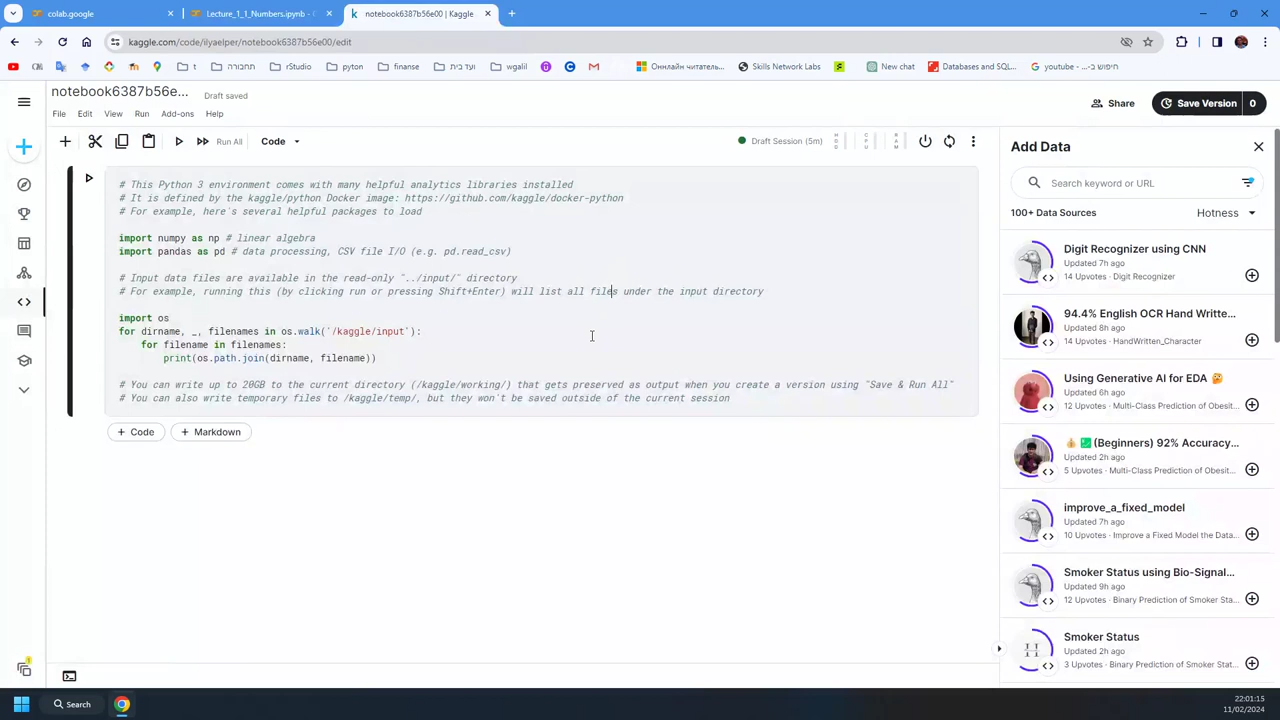 colab.google
Lecture_1_1_Numbers.ipynb - C
notebook6387b56e00 | Kaggle
kaggle.com/code/ilyaelper/notebook6387b56e00/edit
t
תחבורה
rStudio
pyton
finanse
ועד בית
wgalil
Онлайн читатель...
Skills Network Labs
New chat
Databases and SQL...
youtube - חיפוש ב-...
notebook6387b56e...
Draft saved
File
Edit
View
Run
Add-ons
Help
Share
Save Version
0
Run All
Code
Draft Session (5m)
HDD
CPU
RAM
# This Python 3 environment comes with many helpful analytics libraries installed
# It is defined by the kaggle/python Docker image: https://github.com/kaggle/docker-python
# For example, here's several helpful packages to load
import numpy as np # linear algebra
import pandas as pd # data processing, CSV file I/O (e.g. pd.read_csv)
# Input data files are available in the read-only "../input/" directory
# For example, running this (by clicking run or pressing Shift+Enter) will list all files under the input directory
import os
for dirname, _, filenames in os.walk('/kaggle/input'):
for filename in filenames:
print(os.path.join(dirname, filename))
# You can write up to 20GB to the current directory (/kaggle/working/) that gets preserved as output when you create a version using "Save & Run All"
# You can also write temporary files to /kaggle/temp/, but they won't be saved outside of the current session
+ Code
+ Markdown
Add Data
Search keyword or URL
100+ Data Sources
Hotness
Digit Recognizer using CNN
Updated 7h ago
14 Upvotes · Digit Recognizer
94.4% English OCR Hand Writte...
Updated 8h ago
14 Upvotes · HandWritten_Character
Using Generative AI for EDA 🤔
Updated 6h ago
12 Upvotes · Multi-Class Prediction of Obesit...
💰 💹(Beginners) 92% Accuracy...
Updated 2h ago
5 Upvotes · Multi-Class Prediction of Obesit...
improve_a_fixed_model
Updated 7h ago
10 Upvotes · Improve a Fixed Model the Data...
Smoker Status using Bio-Signal...
Updated 9h ago
12 Upvotes · Binary Prediction of Smoker Sta...
Smoker Status
Updated 2h ago
3 Upvotes · Binary Prediction of Smoker Stat...
1
Search
22:01:15
11/02/2024